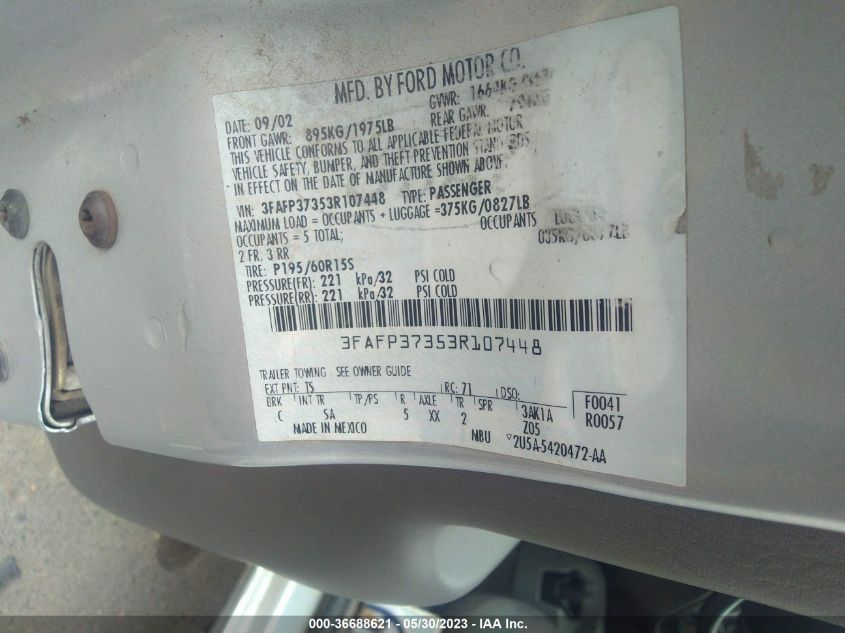 MFD. BY FORD MOTOR CO.
DATE: 09/02 GVWR: 1664KG
FRONT GAWR: 895KG/1975LB REAR GAWR:
THIS VEHICLE CONFORMS TO ALL APPLICABLE FEDERAL MOTOR
VEHICLE SAFETY, BUMPER, AND THEFT PREVENTION STANDARDS
IN EFFECT ON THE DATE OF MANUFACTURE SHOWN ABOVE.
VIN: 3FAFP37353R107448 TYPE: PASSENGER
MAXIMUM LOAD = OCCUPANTS + LUGGAGE =375KG/0827LB
OCCUPANTS = 5 TOTAL; OCCUPANTS
2 FR, 3 RR
TIRE: P195/60R15S
PRESSURE(FR): 221 kPa/32 PSI COLD
PRESSURE(RR): 221 kPa/32 PSI COLD
3FAFP37353R107448
TRAILER TOWING SEE OWNER GUIDE
EXT PNT: TS RC: 71 DSO: F0041
BRK INT TR TP/PS R AXLE TR SPR 3AK1A R0057
C SA 5 XX 2 Z05
MADE IN MEXICO MBU 2U5A-5420472-AA
000-36688621 - 05/30/2023 - IAA Inc.